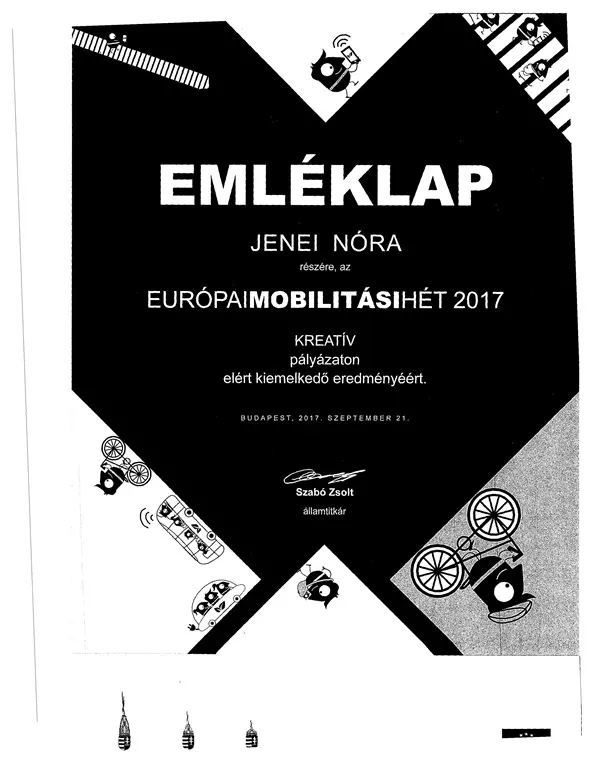 EMLÉKLAP
JENEI NÓRA
részére, az
EURÓPAIMOBILITÁSIHÉT 2017
KREATÍV
pályázaton
elért kiemelkedő eredményéért.
BUDAPEST, 2017. SZEPTEMBER 21.
Szabó Zsolt
államtitkár